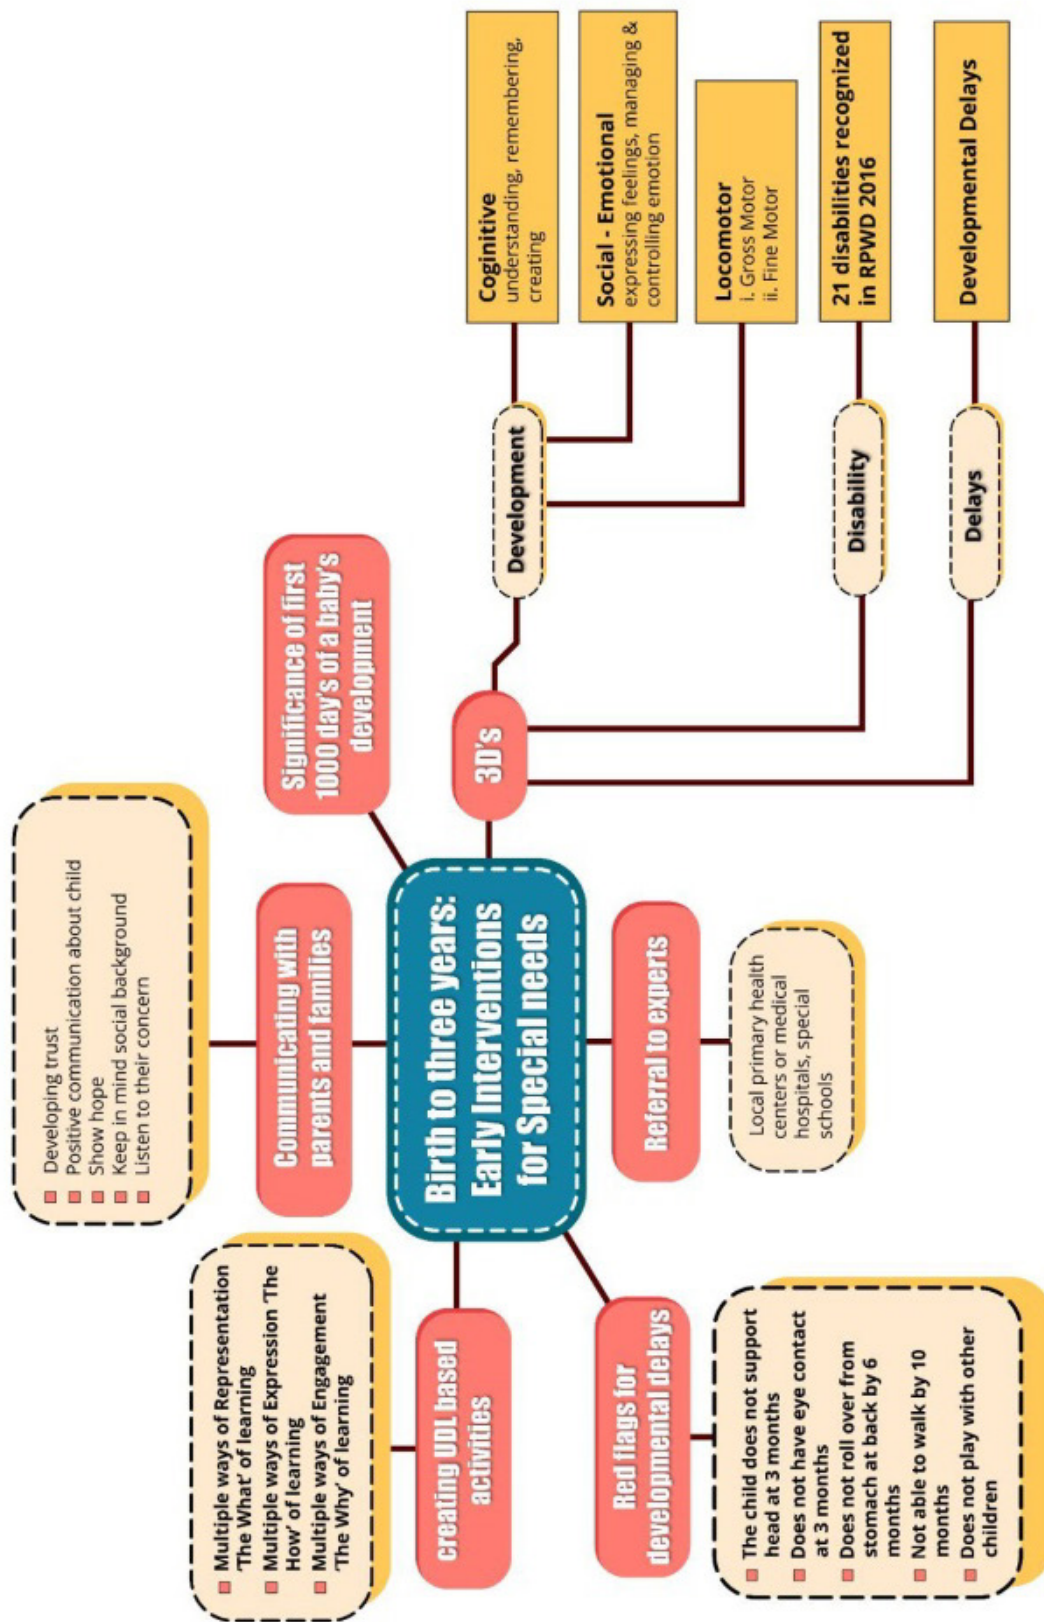 Developing trust
Positive communication about child
Show hope
Keep in mind social background
Listen to their concern
Multiple ways of Representation
'The What' of learning
Multiple ways of Expression 'The
How' of learning
Multiple ways of Engagement
'The Why' of learning
Communicating with
parents and families
Significance of first
1000 day's of a baby's
development
creating UDL based
activities
Birth to three years:
Early Interventions
for Special needs
3D's
Development
Coginitive
understanding, remembering,
creating
Social - Emotional
expressing feelings, managing &
controlling emotion
Locomotor
i. Gross Motor
ii. Fine Motor
Disability
21 disabilities recognized
in RPWD 2016
Delays
Developmental Delays
Red flags for
developmental delays
The child does not support
head at 3 months
Does not have eye contact
at 3 months
Does not roll over from
stomach at back by 6
months
Not able to walk by 10
months
Does not play with other
children
Referral to experts
Local primary health
centers or medical
hospitals, special
schools